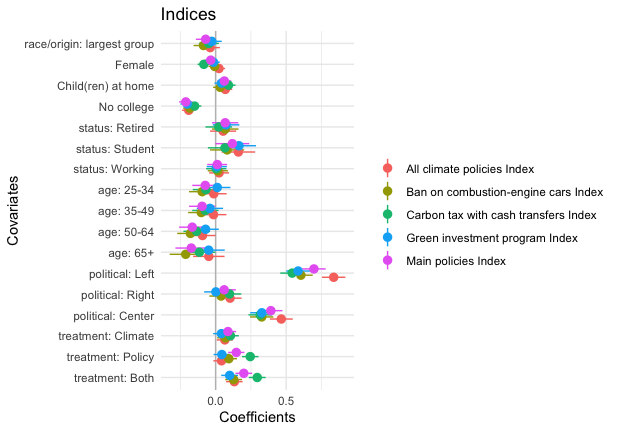 Indices
Covariates
race/origin: largest group
Female
Child(ren) at home
No college
status: Retired
status: Student
status: Working
age: 25-34
age: 35-49
age: 50-64
age: 65+
political: Left
political: Right
political: Center
treatment: Climate
treatment: Policy
treatment: Both
0.0 0.5
Coefficients
All climate policies Index
Ban on combustion-engine cars Index
Carbon tax with cash transfers Index
Green investment program Index
Main policies Index